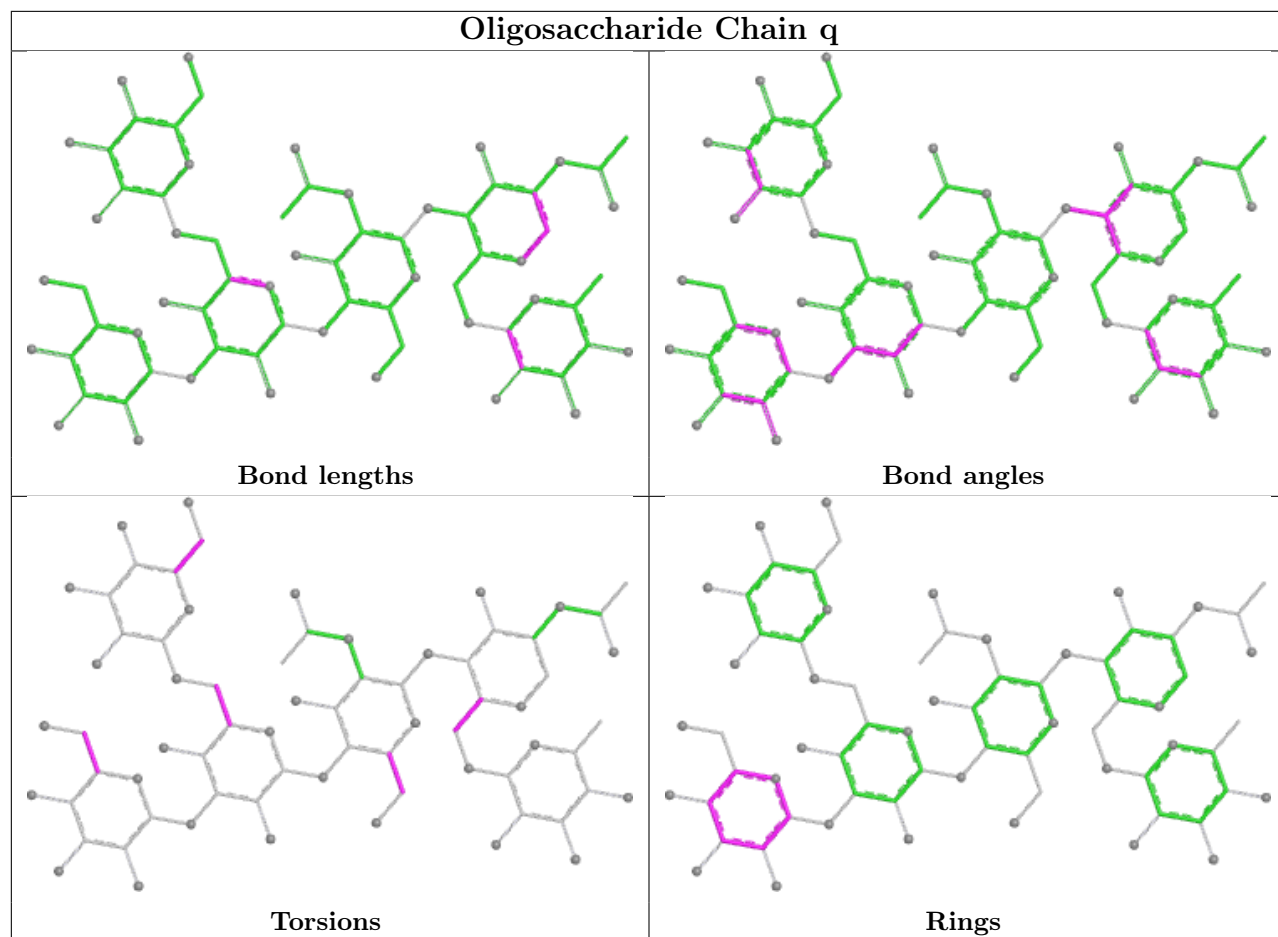 Oligosaccharide Chain q
Bond lengths
Bond angles
Torsions
Rings